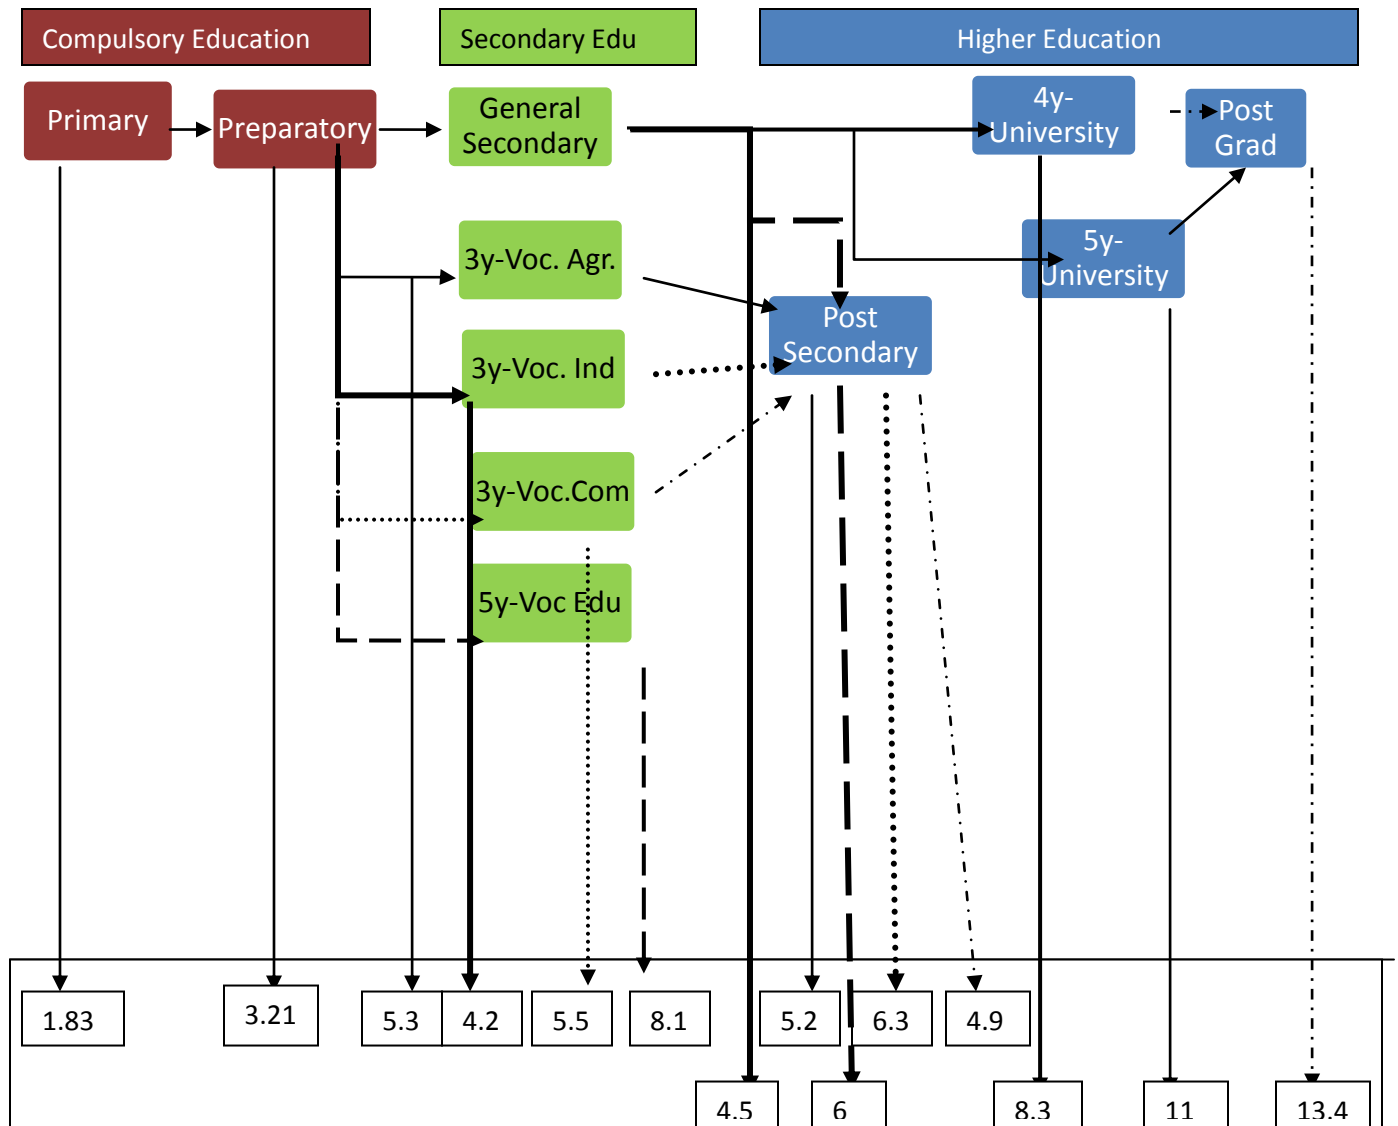 Compulsory Education
Secondary Edu
Higher Education
Primary
Preparatory
General
Secondary
4y-
University
Post
Grad
3y-Voc. Agr.
5y-
University
Post
Secondary
3y-Voc. Ind
3y-Voc.Com
5y-Voc Edu
1.83
3.21
5.3
4.2
5.5
8.1
5.2
6.3
4.9
4.5
6
8.3
11
13.4